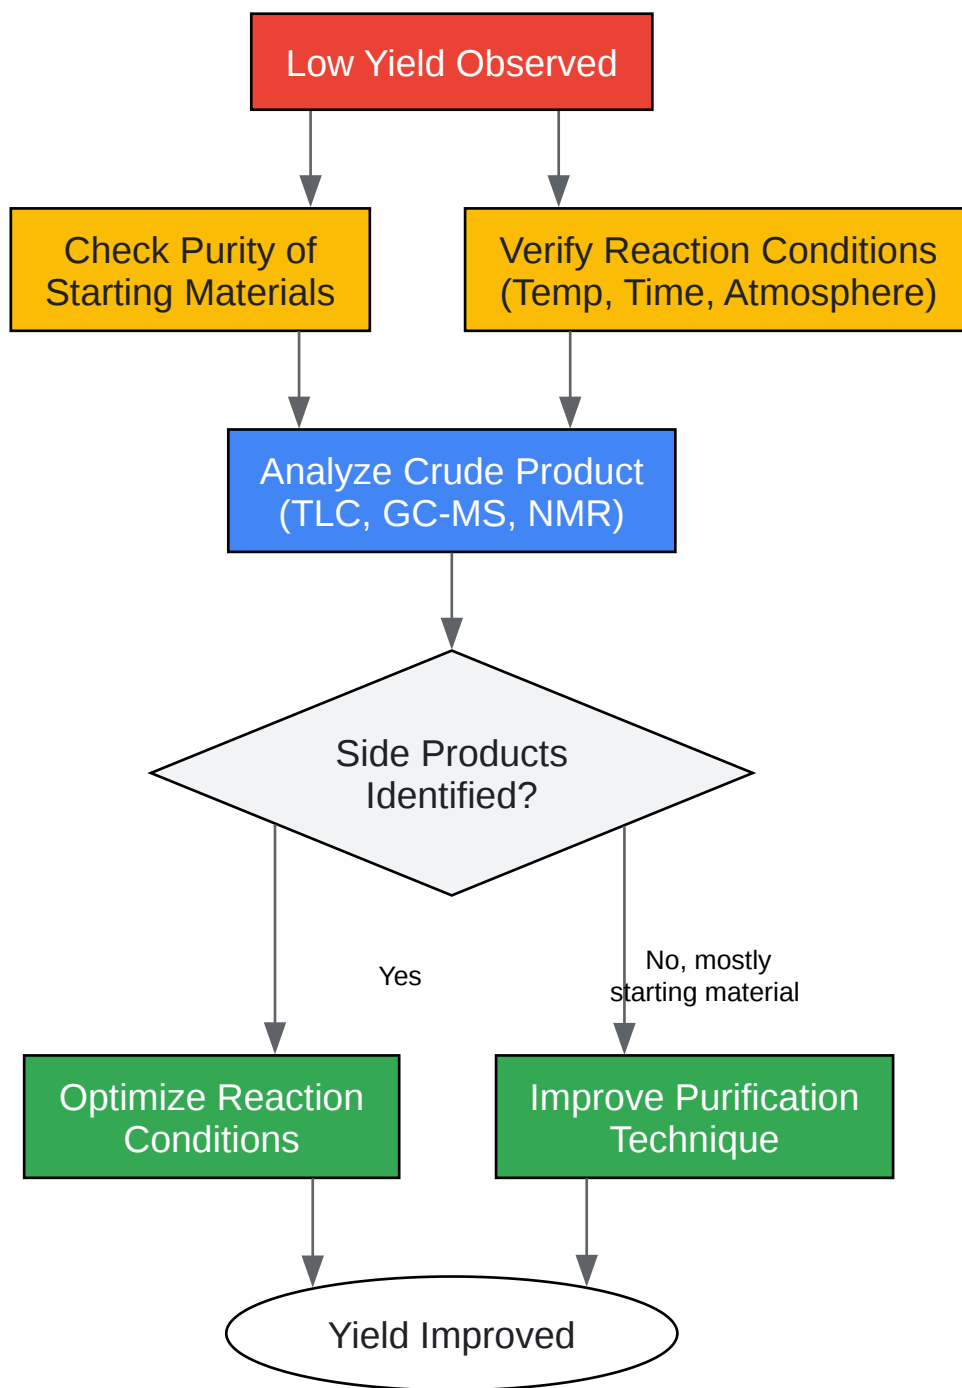 Low Yield Observed
Check Purity of
Starting Materials
Verify Reaction Conditions
(Temp, Time, Atmosphere)
Analyze Crude Product
(TLC, GC-MS, NMR)
Side Products
Identified?
Yes
No, mostly
starting material
Optimize Reaction
Conditions
Improve Purification
Technique
Yield Improved